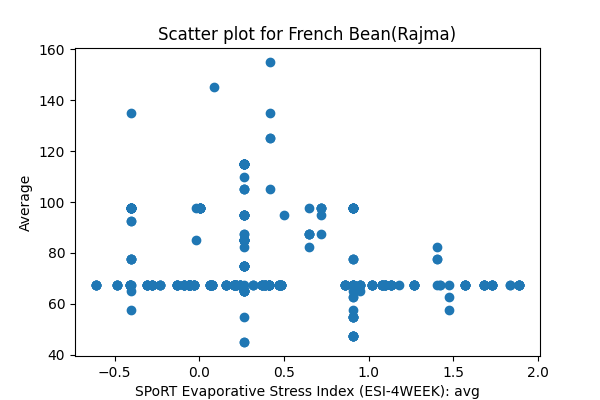 Scatter plot for French Bean(Rajma)
160
140
120
100
80
60
40
Average
−0.5 0.0 0.5 1.0 1.5 2.0
SPoRT Evaporative Stress Index (ESI-4WEEK): avg